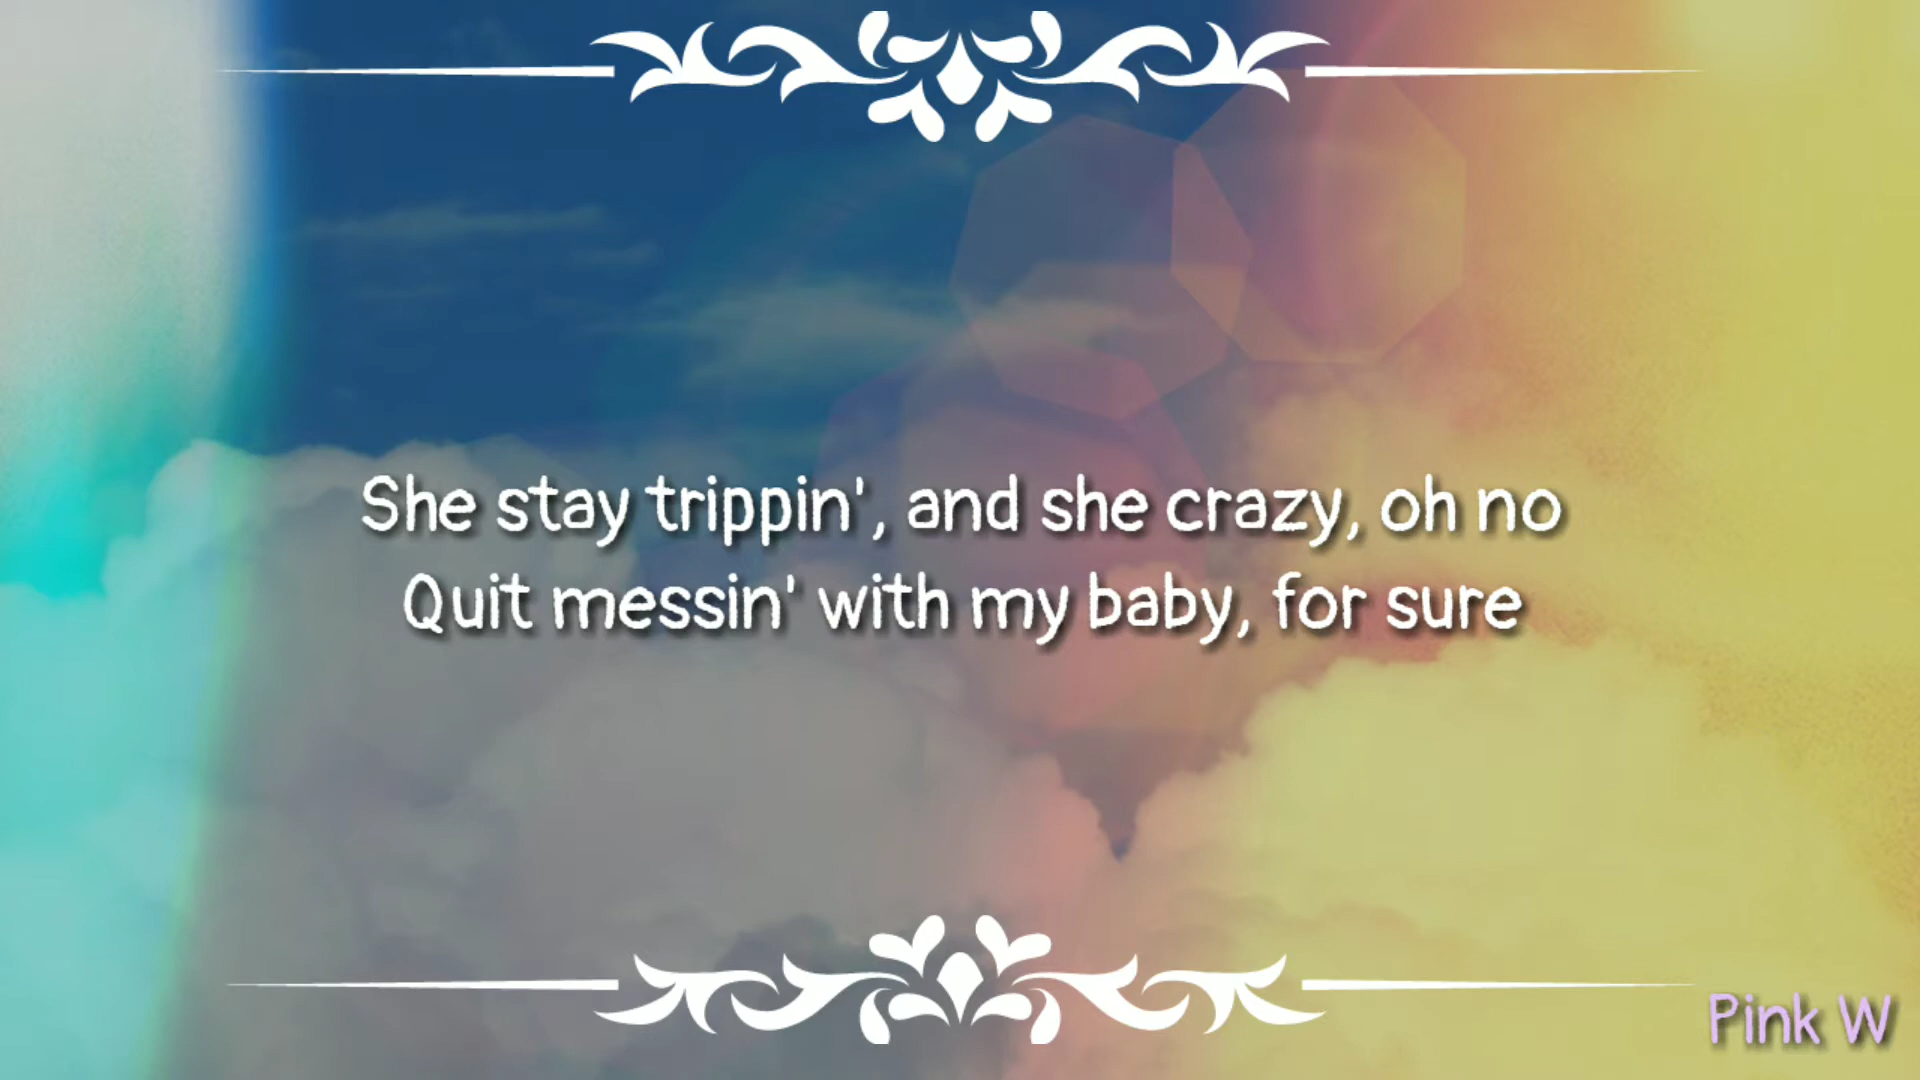 She stay trippin', and she crazy, oh no
Quit messin' with my baby, for sure
Pink W